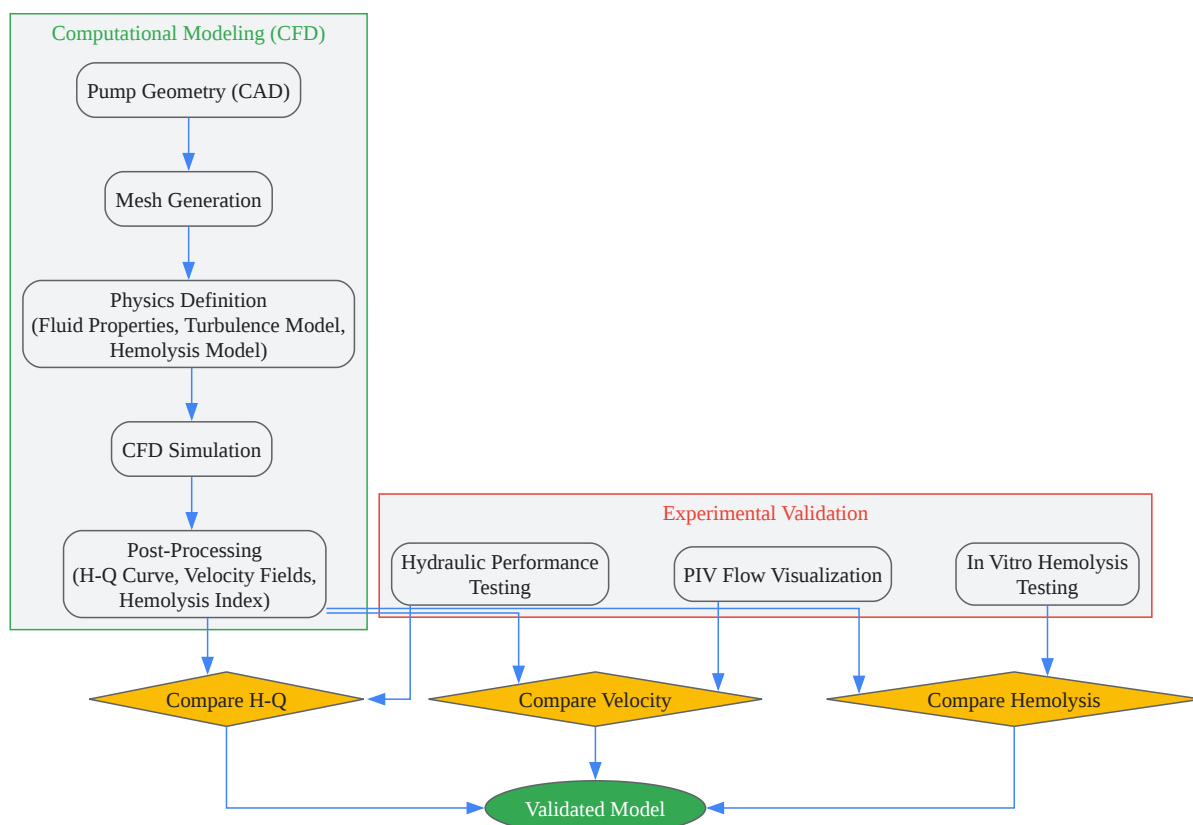 Computational Modeling (CFD)
Pump Geometry (CAD)
Mesh Generation
Physics Definition
(Fluid Properties, Turbulence Model,
Hemolysis Model)
CFD Simulation
Post-Processing
(H-Q Curve, Velocity Fields,
Hemolysis Index)
Experimental Validation
Hydraulic Performance
Testing
PIV Flow Visualization
In Vitro Hemolysis
Testing
Compare H-Q
Compare Velocity
Compare Hemolysis
Validated Model